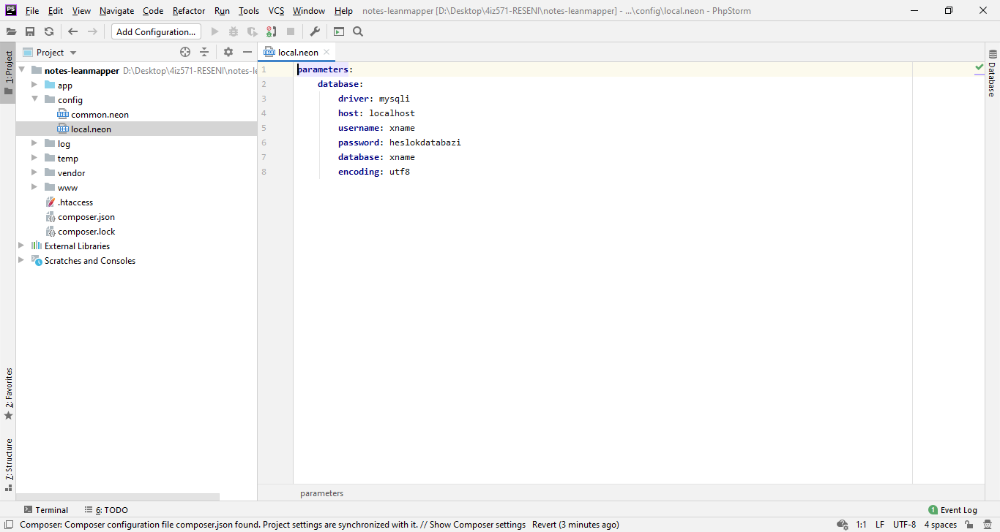 PS File Edit View Navigate Code Refactor Run Tools VCS Window Help notes-leanmapper [D:\Desktop\4iz571-RESENI\notes-leanmapper] - ...\config\local.neon - PhpStorm
Add Configuration...
1: Project
Project
local.neon
notes-leanmapper D:\Desktop\4iz571-RESENI\notes-l
app
config
common.neon
local.neon
log
temp
vendor
www
.htaccess
composer.json
composer.lock
External Libraries
Scratches and Consoles
1 parameters:
2 database:
3 driver: mysqli
4 host: localhost
5 username: xname
6 password: heslokdatabazi
7 database: xname
8 encoding: utf8
Database
2: Favorites
7: Structure
parameters
Terminal 6: TODO 1 Event Log
Composer: Composer configuration file composer.json found. Project settings are synchronized with it. // Show Composer settings Revert (3 minutes ago) 1:1 LF UTF-8 4 spaces